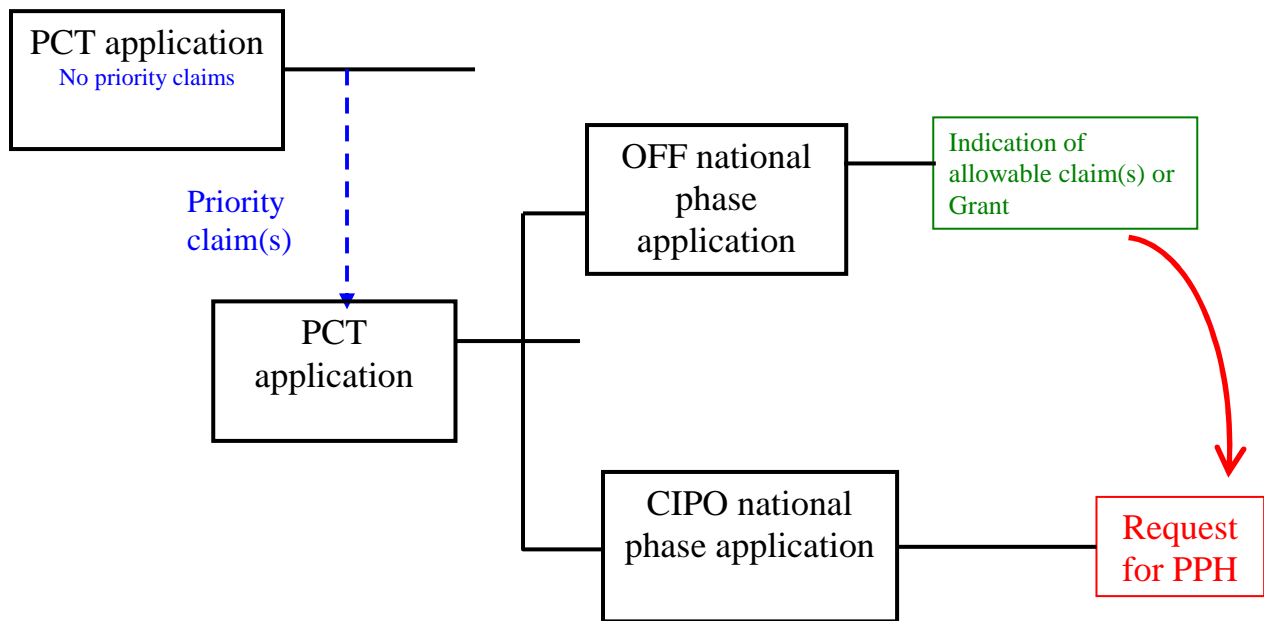 PCT application
No priority claims
Priority
claim(s)
PCT
application
OFF national
phase
application
Indication of
allowable claim(s) or
Grant
CIPO national
phase application
Request
for PPH